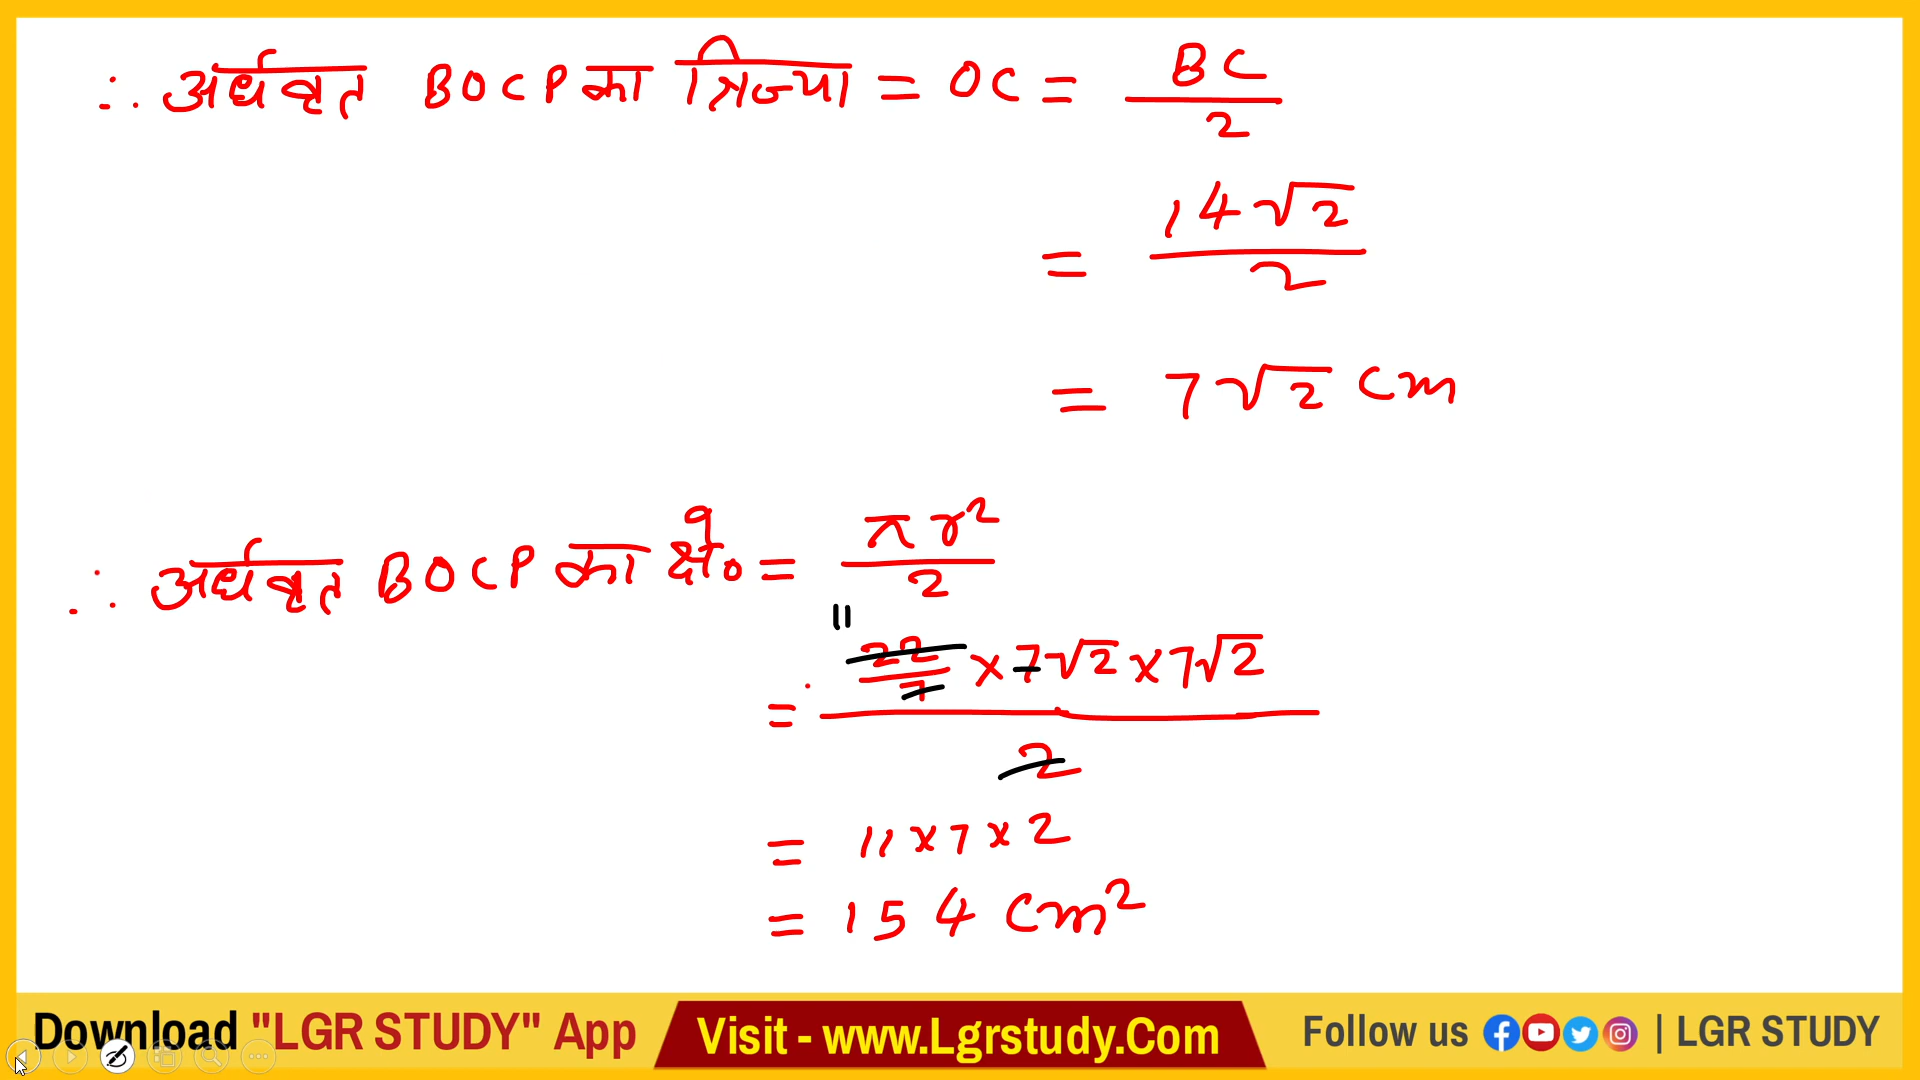 ∴ अर्धवृत BOCP का त्रिज्या = OC = BC/2
= 14√2/2
= 7√2 cm
∴ अर्धवृत BOCP का क्षे० = πr²/2
11
= 22/7 × 7√2 × 7√2 / 2
= 11 × 7 × 2
= 154 cm²
Download "LGR STUDY" App Visit - www.Lgrstudy.Com Follow us | LGR STUDY